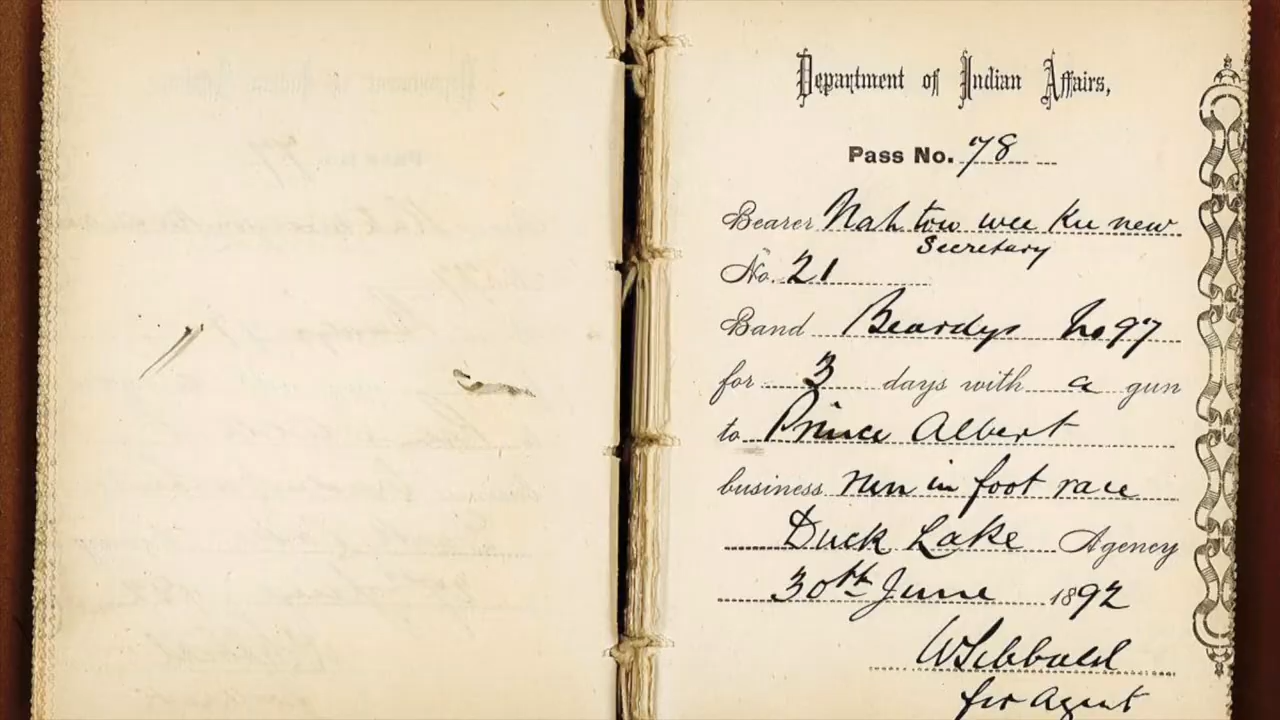 Department of Indian Affairs,
Pass No. 78
Bearer Nah tow wee Kee new
Secretary
No. 21
Band Beardys No 97
for 3 days with a gun
to Prince Albert
business run in foot race
Duck Lake Agency
30th June 1892
WSibbald
for Agent